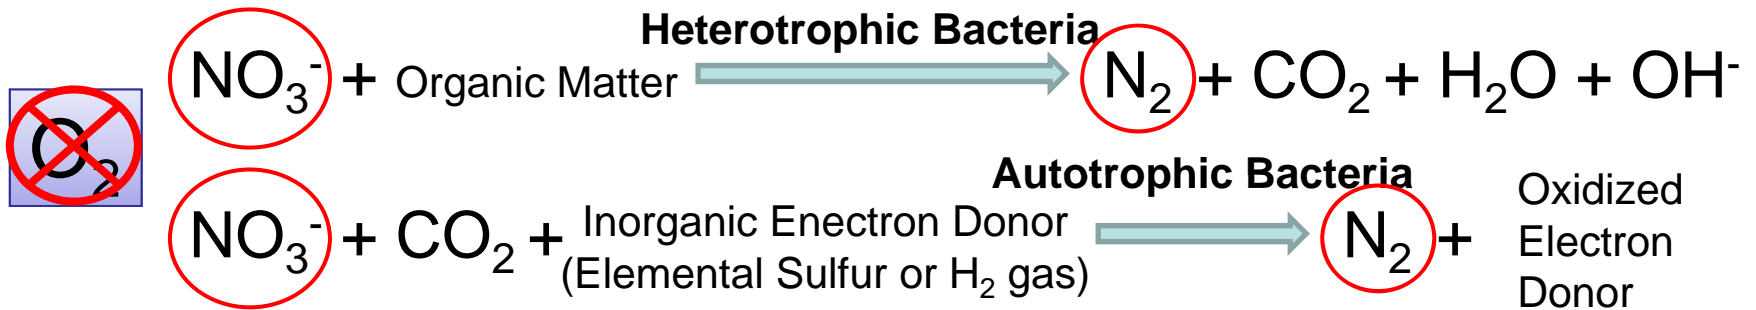 Heterotrophic Bacteria
NO₃⁻ + Organic Matter N₂ + CO₂ + H₂O + OH⁻
O₂
Autotrophic Bacteria
NO₃⁻ + CO₂ + Inorganic Enectron Donor (Elemental Sulfur or H₂ gas) N₂ + Oxidized Electron Donor